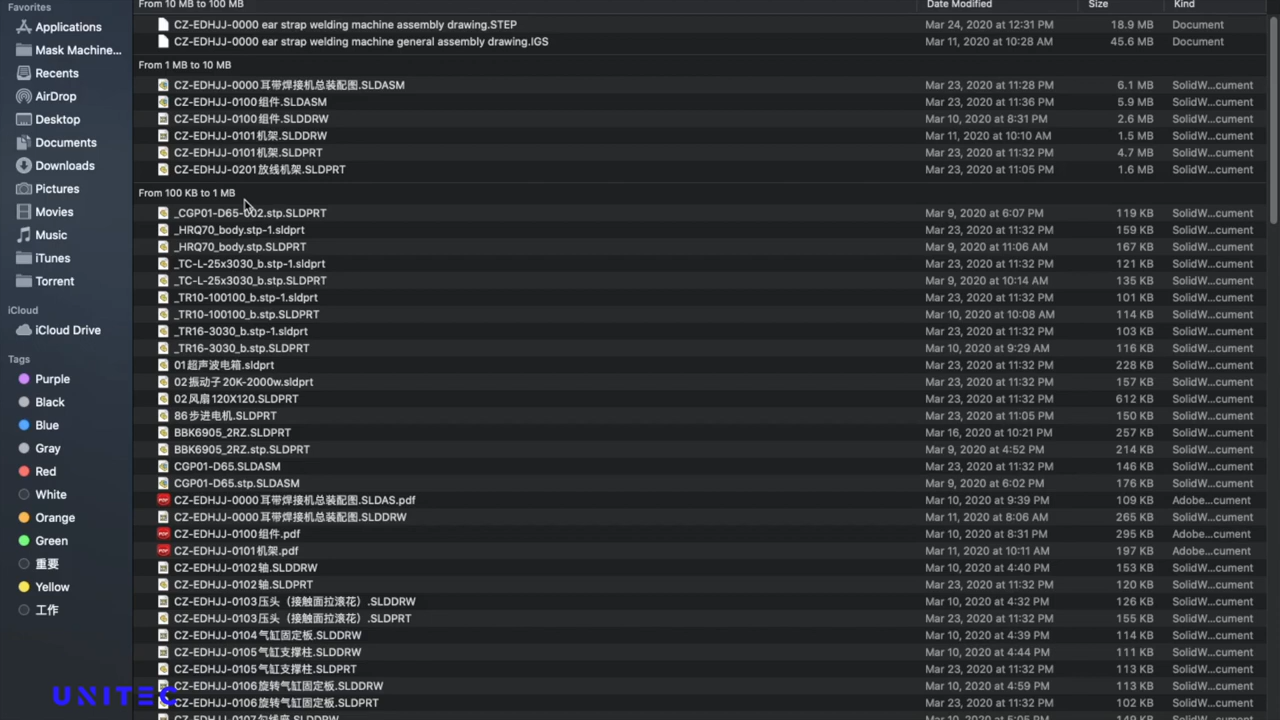 Favorites
Applications
Mask Machine...
Recents
AirDrop
Desktop
Documents
Downloads
Pictures
Movies
Music
iTunes
Torrent
iCloud
iCloud Drive
Tags
Purple
Black
Blue
Gray
Red
White
Orange
Green
重要
Yellow
工作
From 10 MB to 100 MB Date Modified Size Kind
CZ-EDHJJ-0000 ear strap welding machine assembly drawing.STEP Mar 24, 2020 at 12:31 PM 18.9 MB Document
CZ-EDHJJ-0000 ear strap welding machine general assembly drawing.IGS Mar 11, 2020 at 10:28 AM 45.6 MB Document
From 1 MB to 10 MB
CZ-EDHJJ-0000耳带焊接机总装配图.SLDASM Mar 23, 2020 at 11:28 PM 6.1 MB SolidW...cument
CZ-EDHJJ-0100组件.SLDASM Mar 23, 2020 at 11:36 PM 5.9 MB SolidW...cument
CZ-EDHJJ-0100组件.SLDDRW Mar 10, 2020 at 8:31 PM 2.6 MB SolidW...cument
CZ-EDHJJ-0101机架.SLDDRW Mar 11, 2020 at 10:10 AM 1.5 MB SolidW...cument
CZ-EDHJJ-0101机架.SLDPRT Mar 23, 2020 at 11:32 PM 4.7 MB SolidW...cument
CZ-EDHJJ-0201放线机架.SLDPRT Mar 23, 2020 at 11:05 PM 1.6 MB SolidW...cument
From 100 KB to 1 MB
_CGP01-D65-002.stp.SLDPRT Mar 9, 2020 at 6:07 PM 119 KB SolidW...cument
_HRQ70_body.stp-1.sldprt Mar 23, 2020 at 11:32 PM 159 KB SolidW...cument
_HRQ70_body.stp.SLDPRT Mar 9, 2020 at 11:06 AM 167 KB SolidW...cument
_TC-L-25x3030_b.stp-1.sldprt Mar 23, 2020 at 11:32 PM 121 KB SolidW...cument
_TC-L-25x3030_b.stp.SLDPRT Mar 9, 2020 at 10:14 AM 135 KB SolidW...cument
_TR10-100100_b.stp-1.sldprt Mar 23, 2020 at 11:32 PM 101 KB SolidW...cument
_TR10-100100_b.stp.SLDPRT Mar 10, 2020 at 10:08 AM 114 KB SolidW...cument
_TR16-3030_b.stp-1.sldprt Mar 23, 2020 at 11:32 PM 103 KB SolidW...cument
_TR16-3030_b.stp.SLDPRT Mar 10, 2020 at 9:29 AM 116 KB SolidW...cument
01超声波电箱.sldprt Mar 23, 2020 at 11:32 PM 228 KB SolidW...cument
02振动子20K-2000w.sldprt Mar 23, 2020 at 11:32 PM 157 KB SolidW...cument
02风扇120X120.SLDPRT Mar 23, 2020 at 11:32 PM 612 KB SolidW...cument
86步进电机.SLDPRT Mar 23, 2020 at 11:05 PM 150 KB SolidW...cument
BBK6905_2RZ.SLDPRT Mar 16, 2020 at 10:21 PM 257 KB SolidW...cument
BBK6905_2RZ.stp.SLDPRT Mar 9, 2020 at 4:52 PM 214 KB SolidW...cument
CGP01-D65.SLDASM Mar 23, 2020 at 11:32 PM 146 KB SolidW...cument
CGP01-D65.stp.SLDASM Mar 9, 2020 at 6:02 PM 176 KB SolidW...cument
CZ-EDHJJ-0000耳带焊接机总装配图.SLDAS.pdf Mar 10, 2020 at 9:39 PM 109 KB Adobe...cument
CZ-EDHJJ-0000耳带焊接机总装配图.SLDDRW Mar 11, 2020 at 8:06 AM 265 KB SolidW...cument
CZ-EDHJJ-0100组件.pdf Mar 10, 2020 at 8:31 PM 295 KB Adobe...cument
CZ-EDHJJ-0101机架.pdf Mar 11, 2020 at 10:11 AM 197 KB Adobe...cument
CZ-EDHJJ-0102轴.SLDDRW Mar 10, 2020 at 4:40 PM 153 KB SolidW...cument
CZ-EDHJJ-0102轴.SLDPRT Mar 23, 2020 at 11:32 PM 120 KB SolidW...cument
CZ-EDHJJ-0103压头（接触面拉滚花）.SLDDRW Mar 10, 2020 at 4:32 PM 126 KB SolidW...cument
CZ-EDHJJ-0103压头（接触面拉滚花）.SLDPRT Mar 23, 2020 at 11:32 PM 155 KB SolidW...cument
CZ-EDHJJ-0104气缸固定板.SLDDRW Mar 10, 2020 at 4:39 PM 114 KB SolidW...cument
CZ-EDHJJ-0105气缸支撑柱.SLDDRW Mar 10, 2020 at 4:44 PM 111 KB SolidW...cument
CZ-EDHJJ-0105气缸支撑柱.SLDPRT Mar 23, 2020 at 11:32 PM 113 KB SolidW...cument
CZ-EDHJJ-0106旋转气缸固定板.SLDDRW Mar 10, 2020 at 4:59 PM 113 KB SolidW...cument
CZ-EDHJJ-0106旋转气缸固定板.SLDPRT Mar 23, 2020 at 11:32 PM 113 KB SolidW...cument
UNITEC